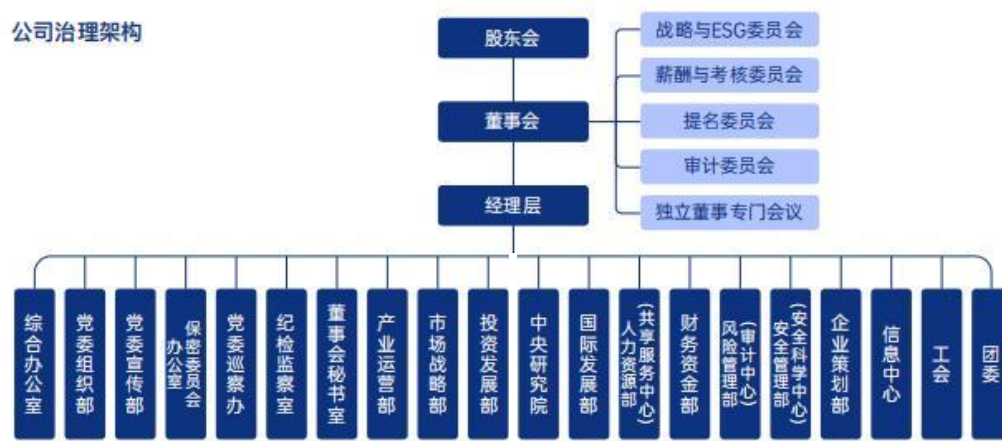 公司治理架构
股东会
董事会
经理层
战略与ESG委员会
薪酬与考核委员会
提名委员会
审计委员会
独立董事专门会议
综合办公室
党委组织部
党委宣传部
保密委员会
办公室
党委巡察办
纪检监察室
董事会秘书室
产业运营部
市场战略部
投资发展部
中央研究院
国际发展部
(共享服务中心)
人力资源部
财务资金部
(审计中心)
风险管理部
(安全科学中心)
安全管理部
企业策划部
信息中心
工会
团委